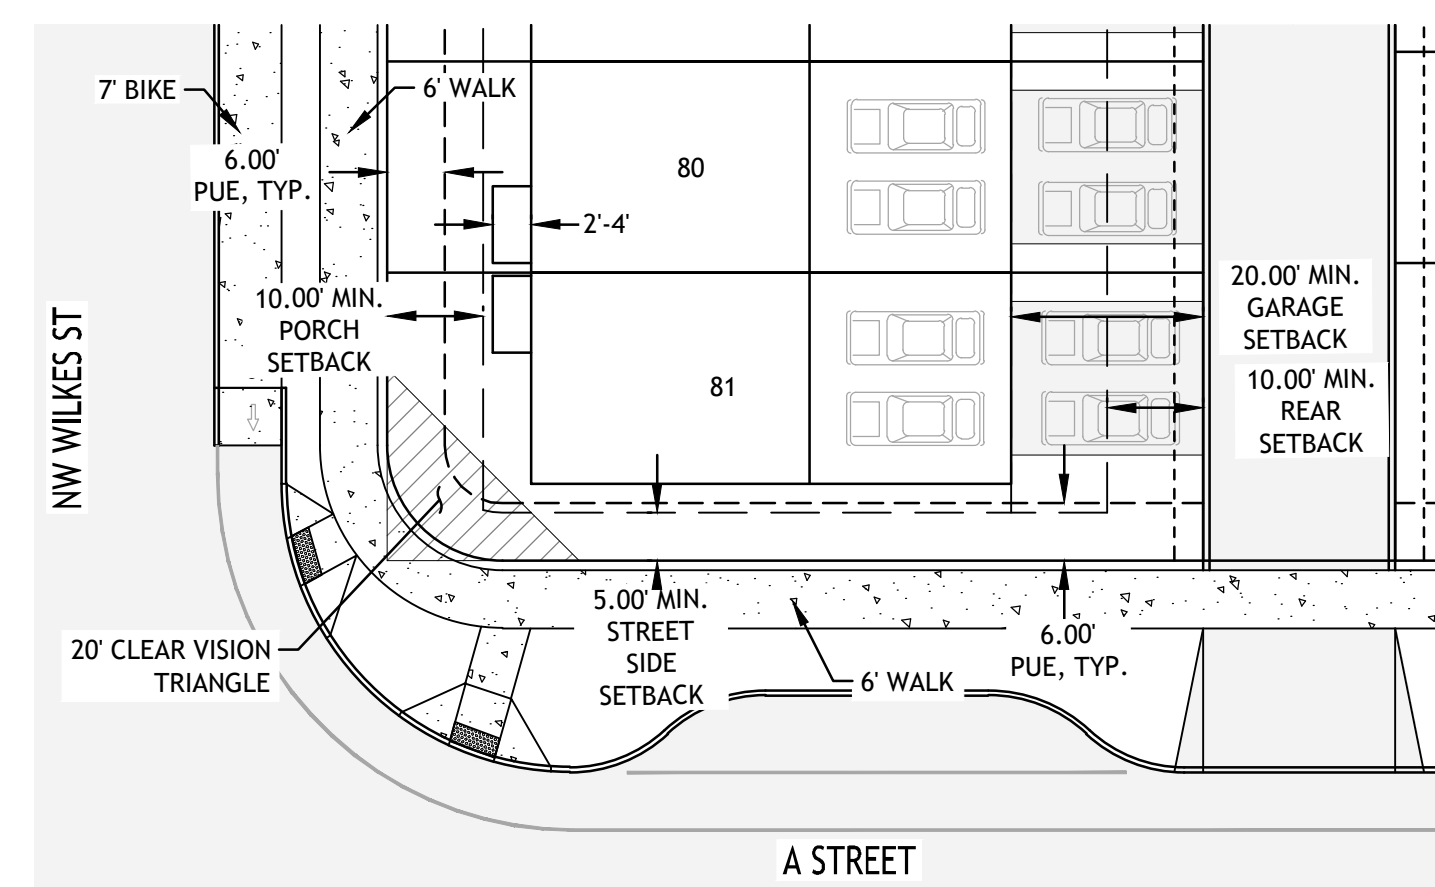 7' BIKE
6' WALK
6.00'
PUE, TYP.
80
2'-4'
10.00' MIN.
PORCH
SETBACK
20.00' MIN.
GARAGE
SETBACK
10.00' MIN.
REAR
SETBACK
81
NW WILKES ST
20' CLEAR VISION
TRIANGLE
5.00' MIN.
STREET
SIDE
SETBACK
6' WALK
6.00'
PUE, TYP.
A STREET